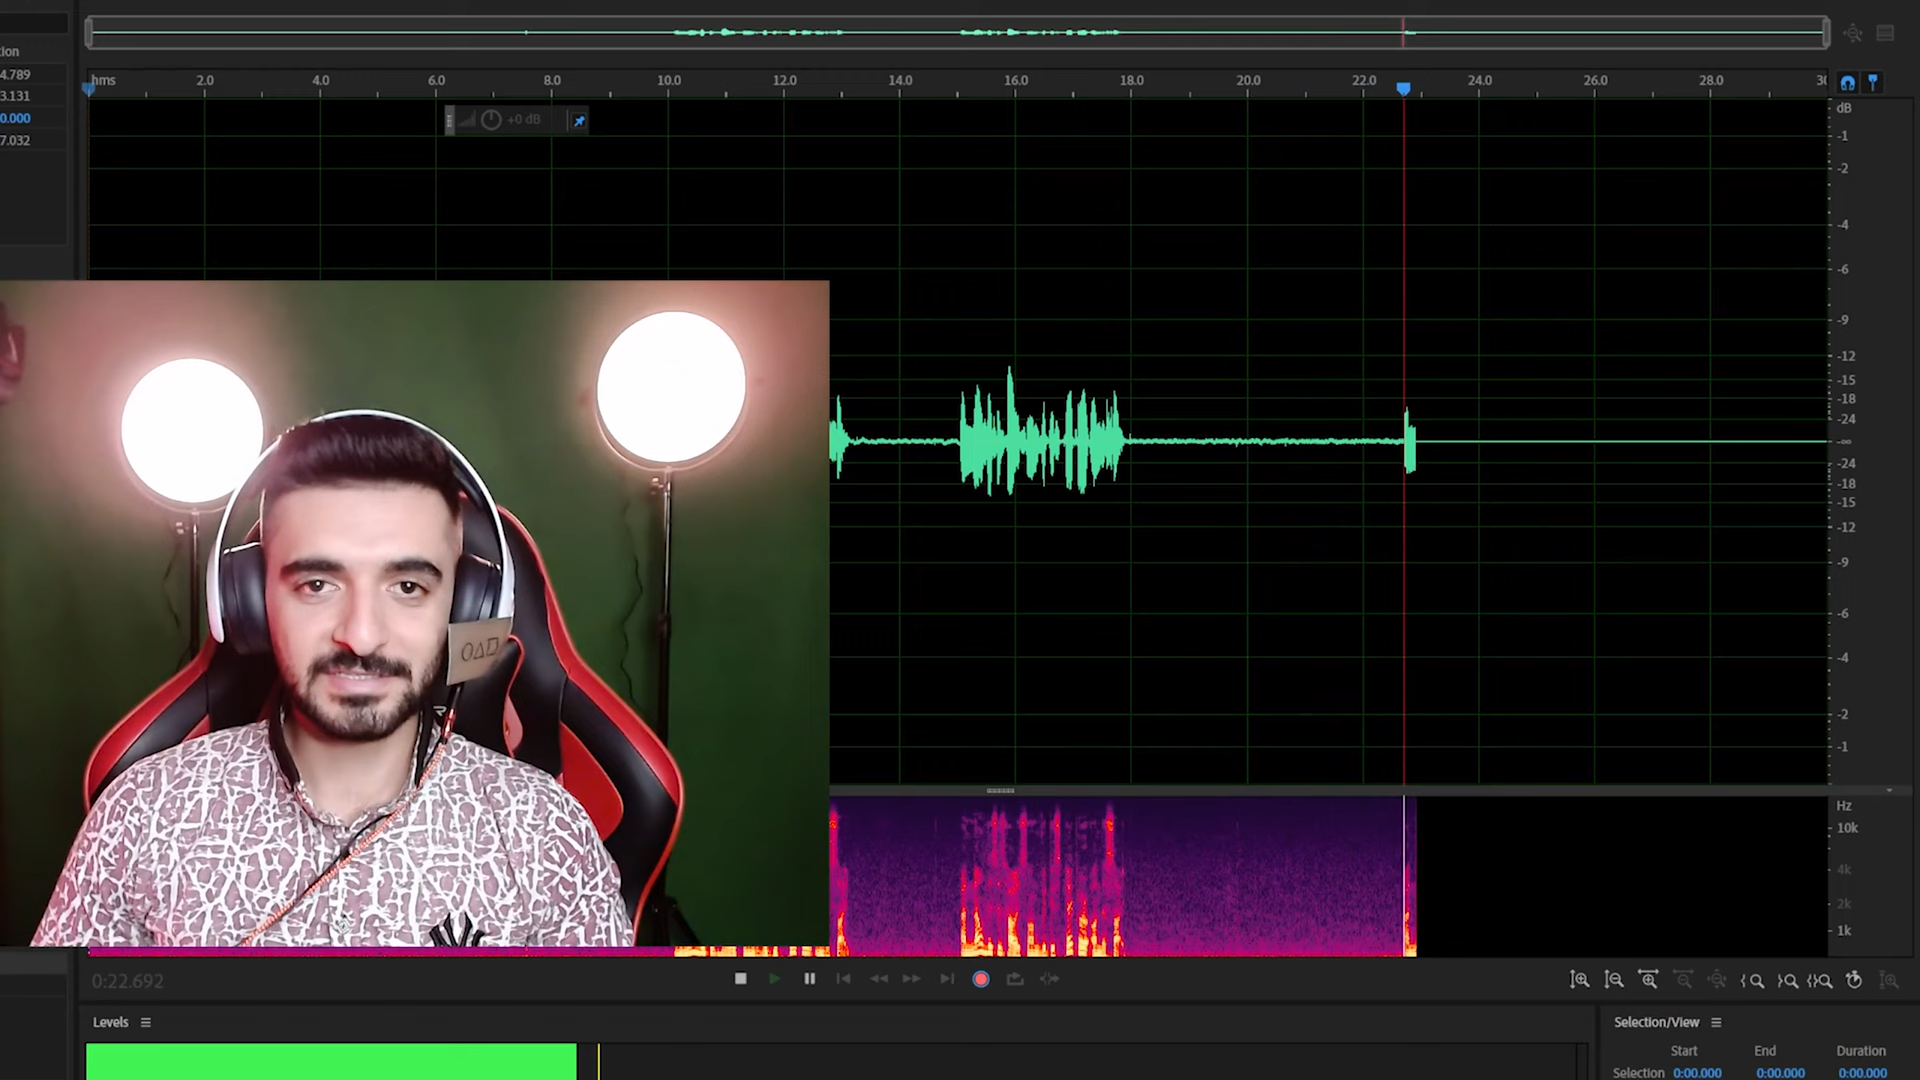 tion
4.789
3.131
0.000
7.032
hms 2.0 4.0 6.0 8.0 10.0 12.0 14.0 16.0 18.0 20.0 22.0 24.0 26.0 28.0 30
+0 dB
dB
-1
-2
-4
-6
-9
-12
-15
-18
-24
-∞
-24
-18
-15
-12
-9
-6
-4
-2
-1
Hz
10k
4k
2k
1k
0:22.692
Levels
Selection/View
Start End Duration
Selection 0:00.000 0:00.000 0:00.000